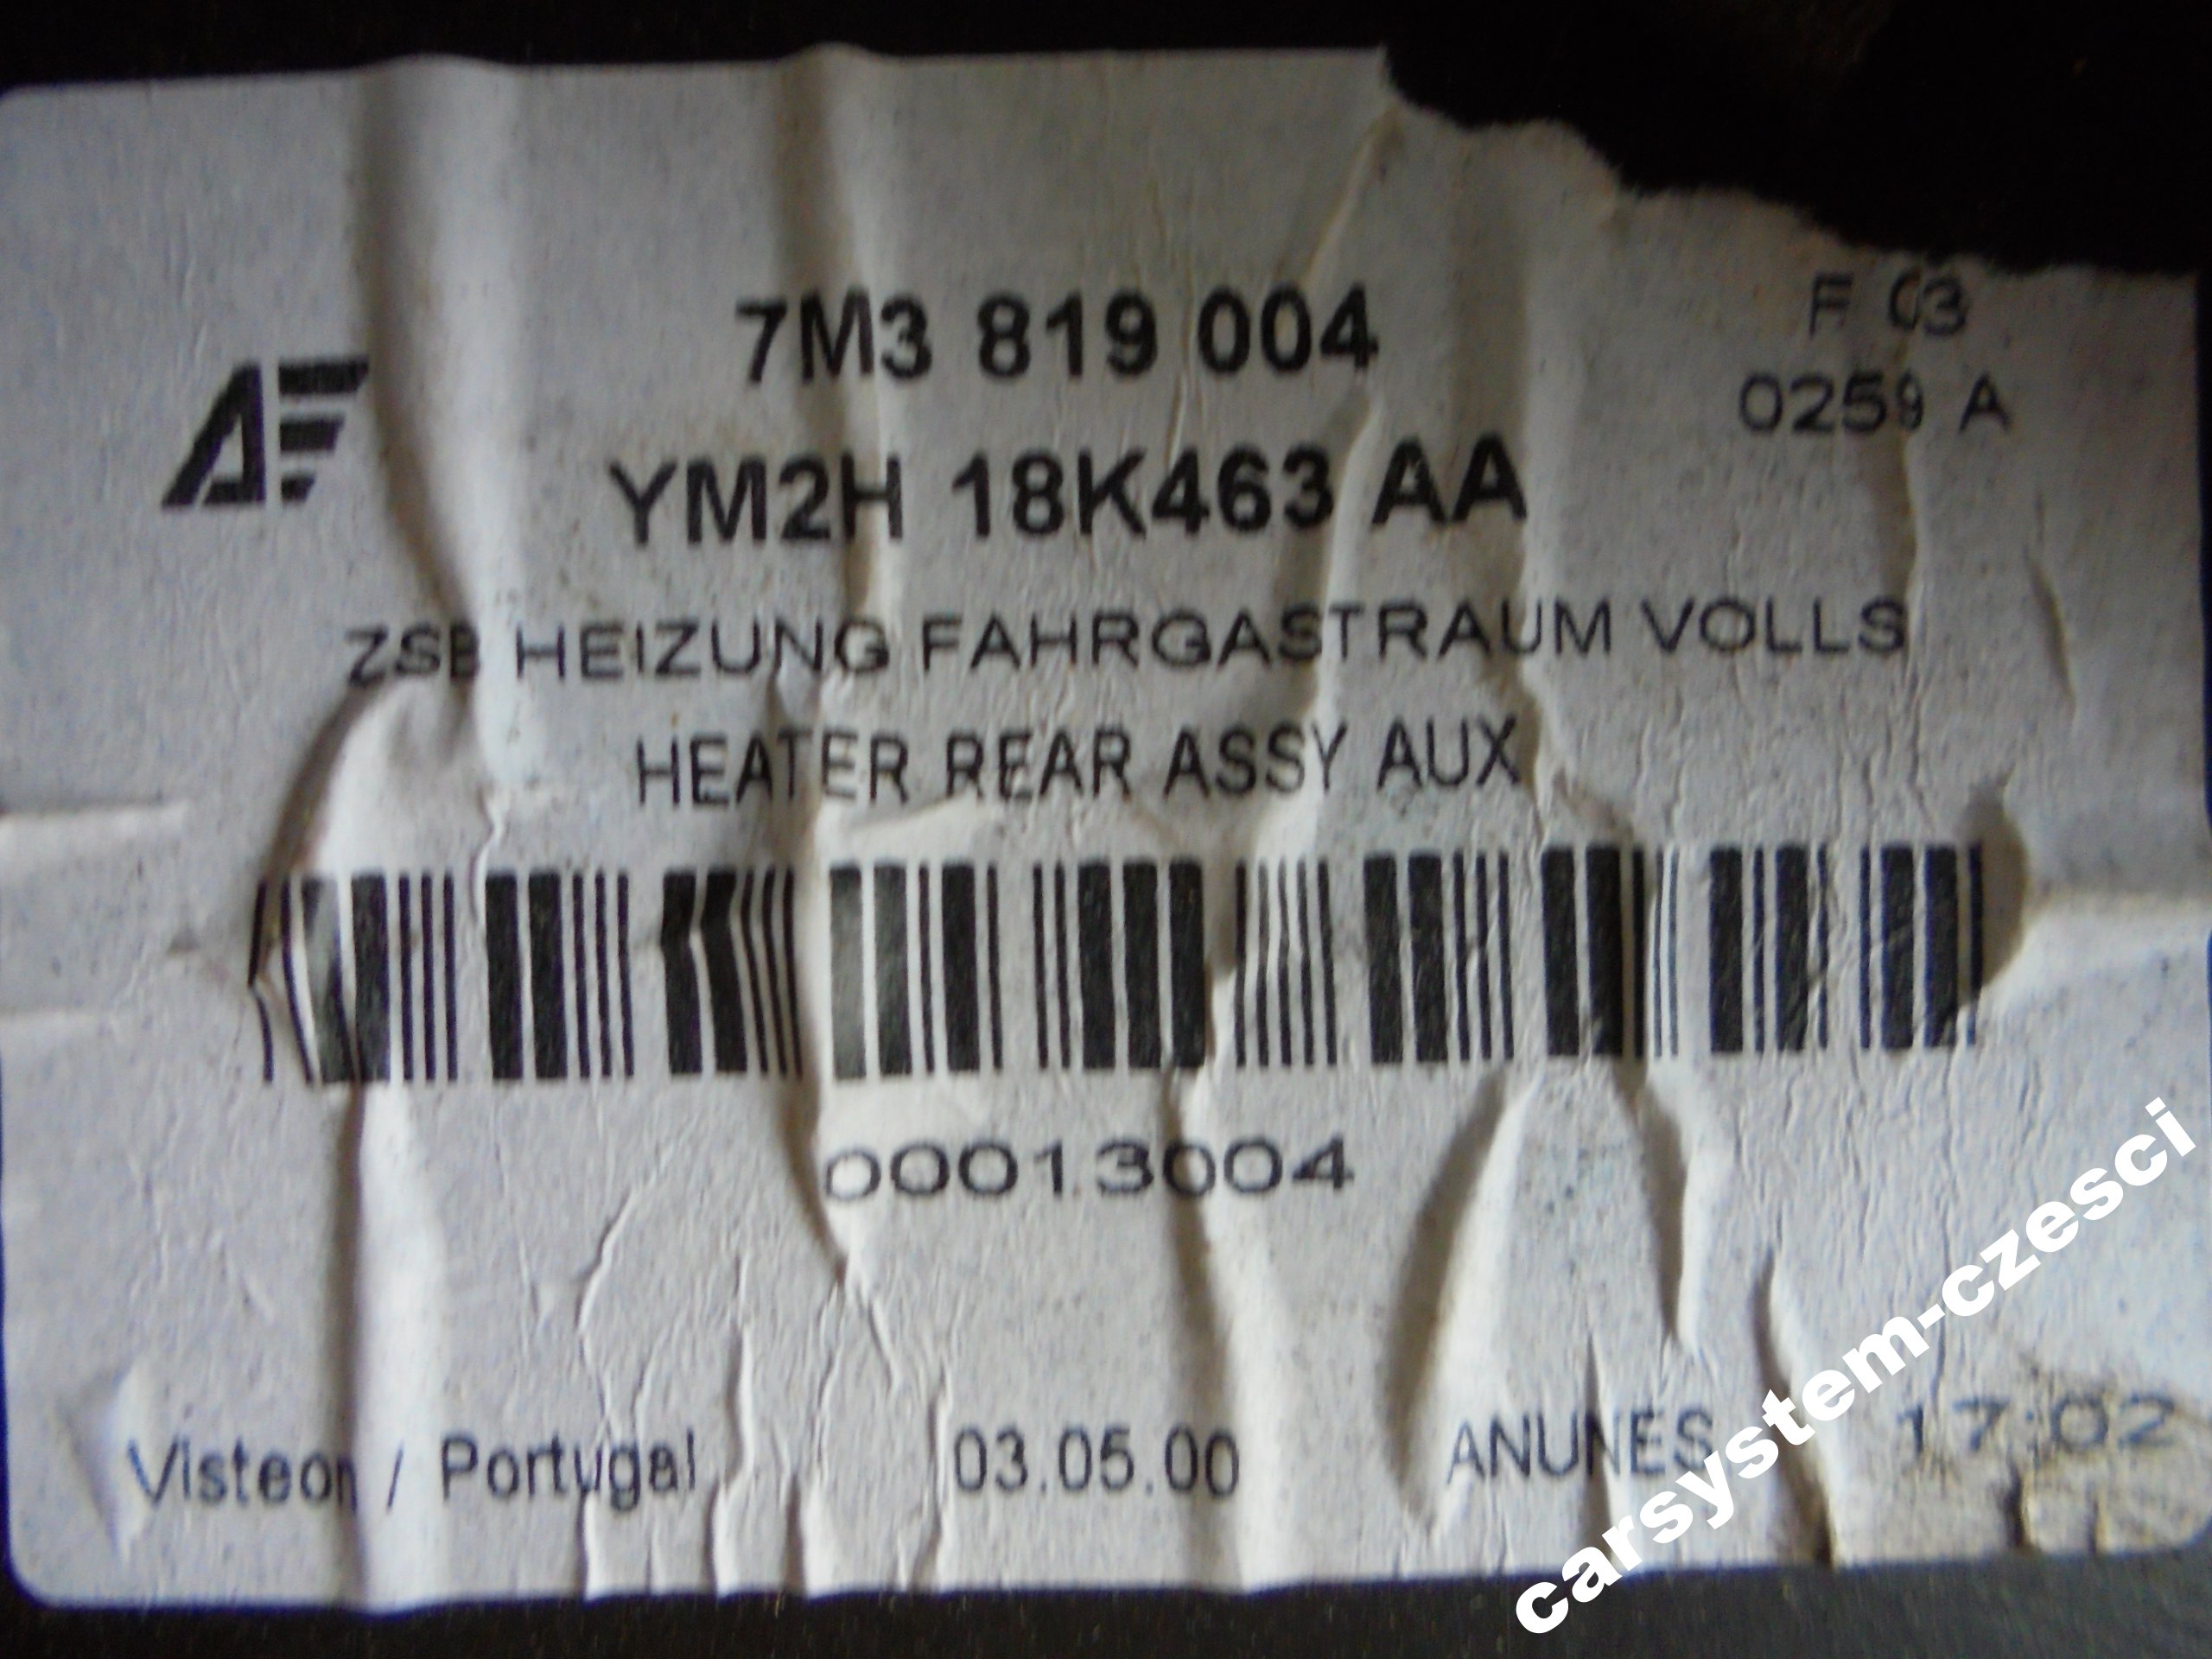 7M3 819 004
F 03
0259 A
AF
YM2H 18K463 AA
ZSB HEIZUNG FAHRGASTRAUM VOLLS
HEATER REAR ASSY AUX
00013004
Visteon / Portugal 03.05.00 ANUNES 17:02
carsystem-czesci